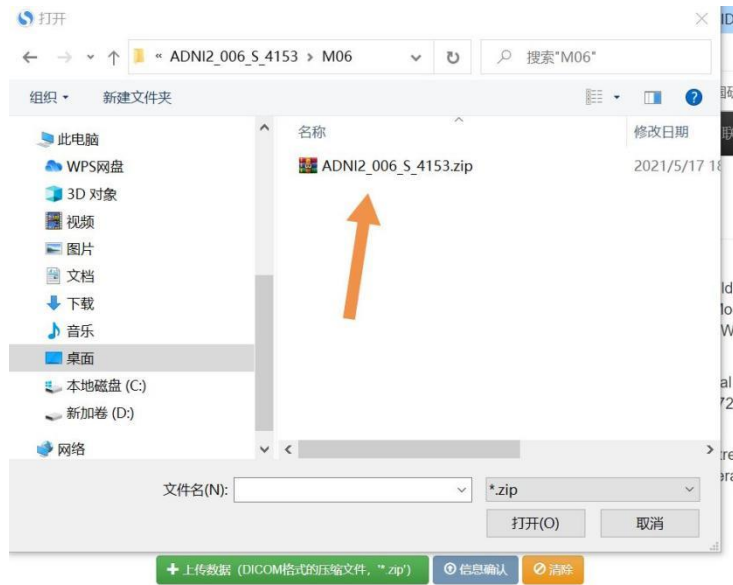 打开
« ADNI2_006_S_4153 › M06
搜索"M06"
组织
新建文件夹
名称
修改日期
ADNI2_006_S_4153.zip
2021/5/17 18
此电脑
WPS网盘
3D 对象
视频
图片
文档
下载
音乐
桌面
本地磁盘 (C:)
新加卷 (D:)
网络
文件名(N):
*.zip
打开(O)
取消
上传数据 (DICOM格式的压缩文件, '*.zip')
信息确认
清除